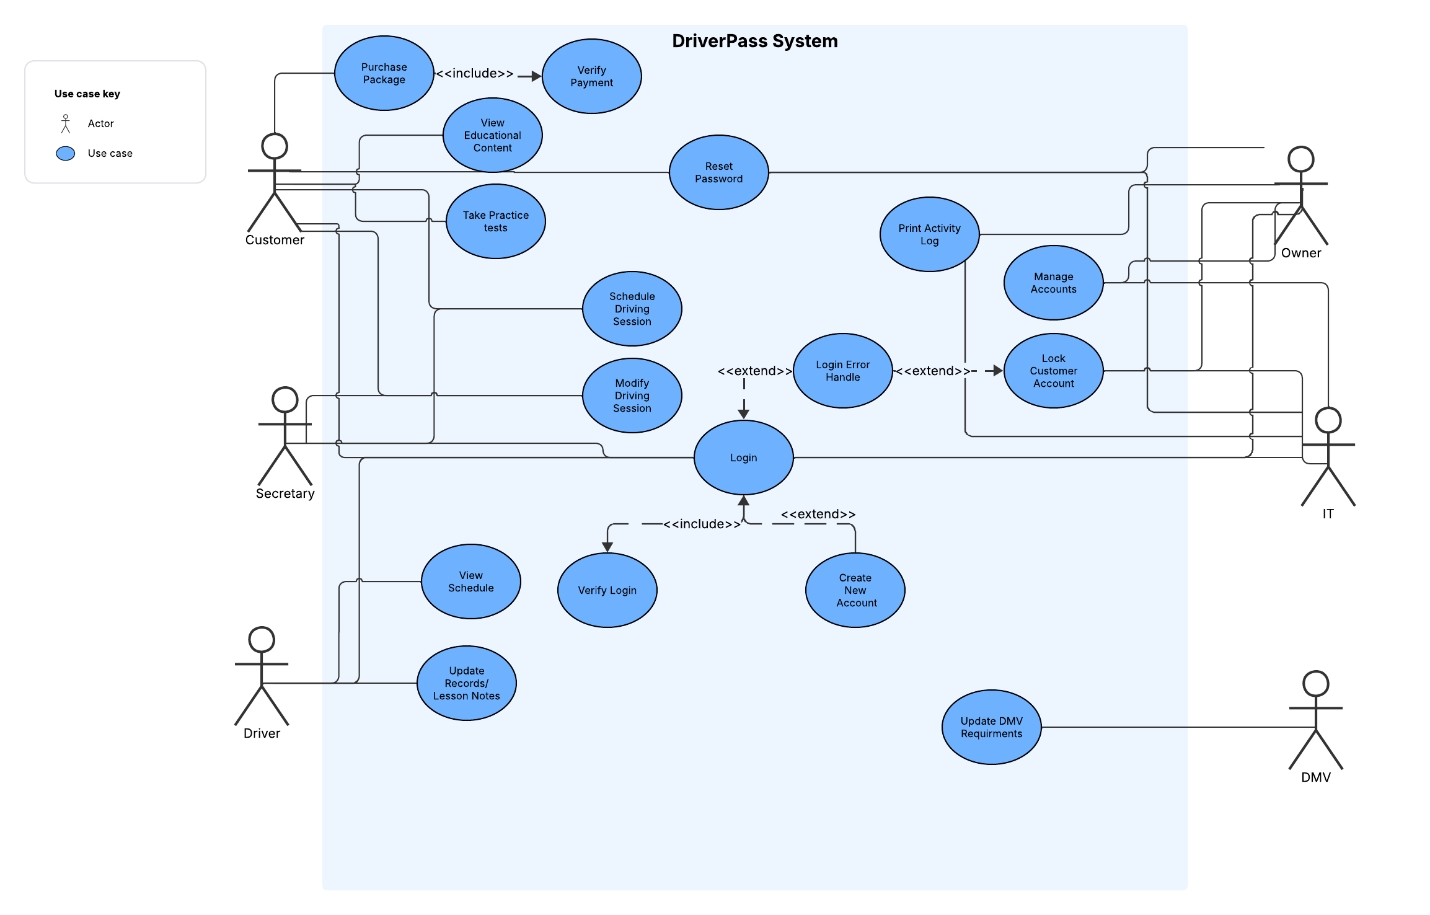 DriverPass System
Use case key
Actor
Use case
Purchase
Package
<<include>>
Verify
Payment
View
Educational
Content
Reset
Password
Take Practice
tests
Print Activity
Log
Customer
Owner
Manage
Accounts
Schedule
Driving
Session
<<extend>>
Login Error
Handle
<<extend>>
Lock
Customer
Account
Modify
Driving
Session
Login
Secretary
IT
<<include>>
<<extend>>
View
Schedule
Verify Login
Create
New
Account
Update
Records/
Lesson Notes
Driver
Update DMV
Requirments
DMV